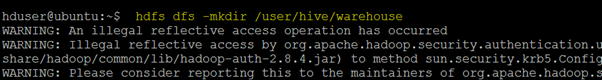 hduser@ubuntu:~$ hdfs dfs -mkdir /user/hive/warehouse
WARNING: An illegal reflective access operation has occurred
WARNING: Illegal reflective access by org.apache.hadoop.security.authentication.u
share/hadoop/common/lib/hadoop-auth-2.8.4.jar) to method sun.security.krb5.Config
WARNING: Please consider reporting this to the maintainers of org.apache.hadoop.